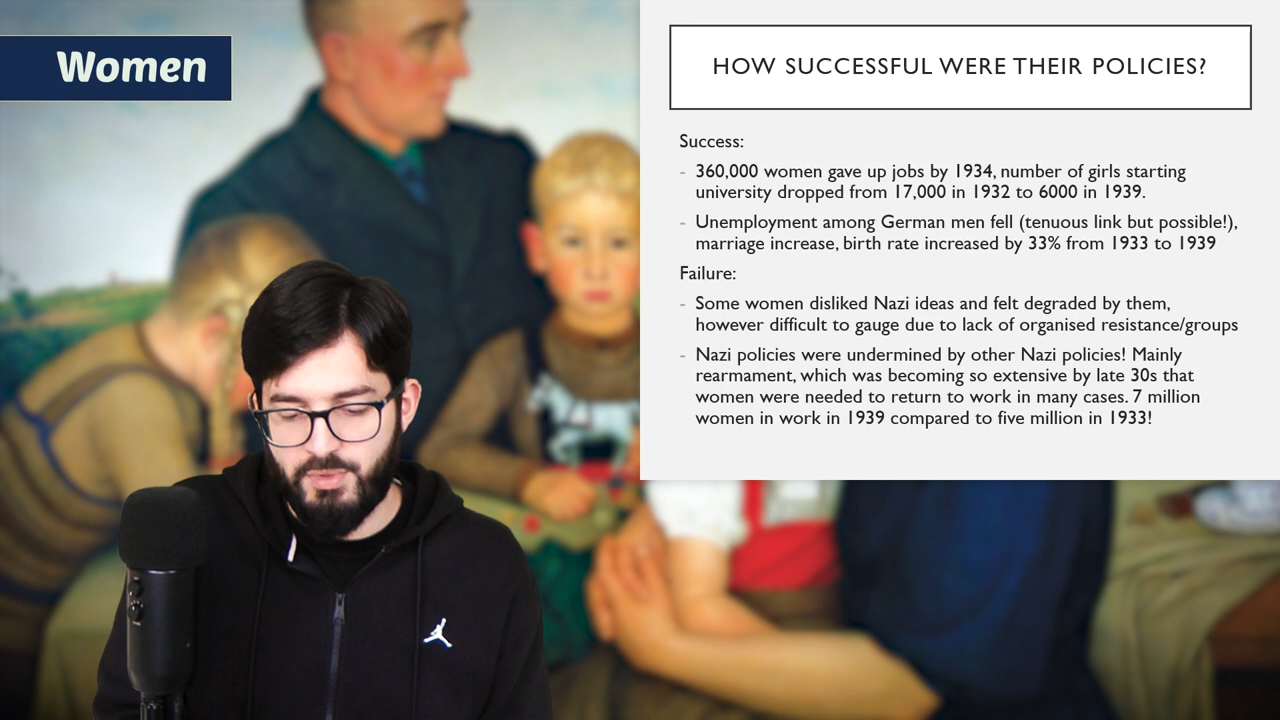 Women
HOW SUCCESSFUL WERE THEIR POLICIES?
Success:
- 360,000 women gave up jobs by 1934, number of girls starting
university dropped from 17,000 in 1932 to 6000 in 1939.
- Unemployment among German men fell (tenuous link but possible!),
marriage increase, birth rate increased by 33% from 1933 to 1939
Failure:
- Some women disliked Nazi ideas and felt degraded by them,
however difficult to gauge due to lack of organised resistance/groups
- Nazi policies were undermined by other Nazi policies! Mainly
rearmament, which was becoming so extensive by late 30s that
women were needed to return to work in many cases. 7 million
women in work in 1939 compared to five million in 1933!